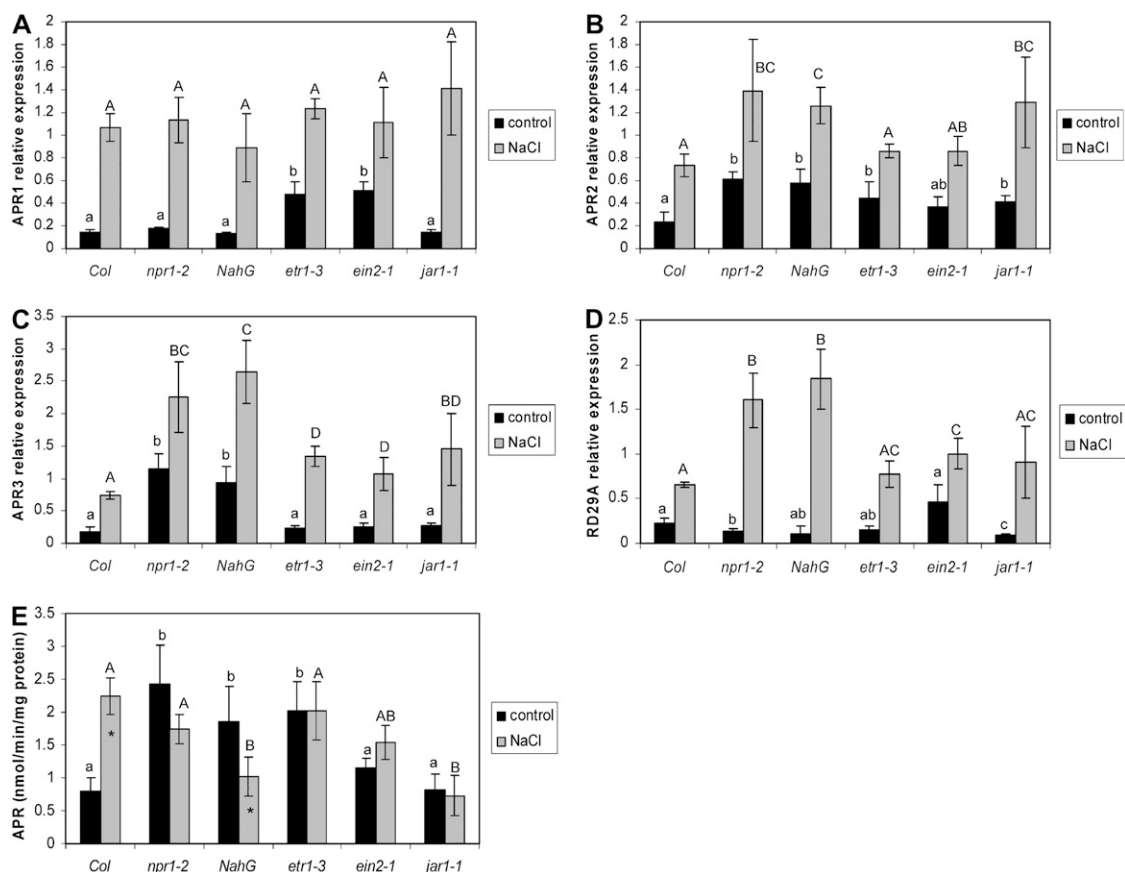 A
APR1 relative expression
2
1.8
1.6
1.4
1.2
1
0.8
0.6
0.4
0.2
0
a A a A a A b A b A a A
Col npr1-2 NahG etr1-3 ein2-1 jar1-1
control
NaCl
B
APR2 relative expression
2
1.8
1.6
1.4
1.2
1
0.8
0.6
0.4
0.2
0
a A b BC b C b A ab AB b BC
Col npr1-2 NahG etr1-3 ein2-1 jar1-1
control
NaCl
C
APR3 relative expression
3.5
3
2.5
2
1.5
1
0.5
0
a A b BC b C a D a D a BD
Col npr1-2 NahG etr1-3 ein2-1 jar1-1
control
NaCl
D
RD29A relative expression
2.5
2
1.5
1
0.5
0
a A b B ab B ab AC a C c AC
Col npr1-2 NahG etr1-3 ein2-1 jar1-1
control
NaCl
E
APR (nmol/min/mg protein)
3.5
3
2.5
2
1.5
1
0.5
0
a A b A b B b A a AB a B
* *
Col npr1-2 NahG etr1-3 ein2-1 jar1-1
control
NaCl